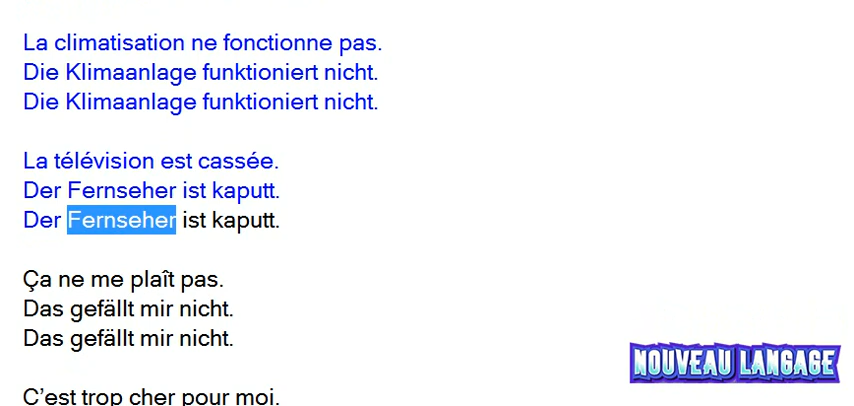 La climatisation ne fonctionne pas.
Die Klimaanlage funktioniert nicht.
Die Klimaanlage funktioniert nicht.
La télévision est cassée.
Der Fernseher ist kaputt.
Der Fernseher ist kaputt.
Ça ne me plaît pas.
Das gefällt mir nicht.
Das gefällt mir nicht.
C’est trop cher pour moi.
NOUVEAU LANGAGE